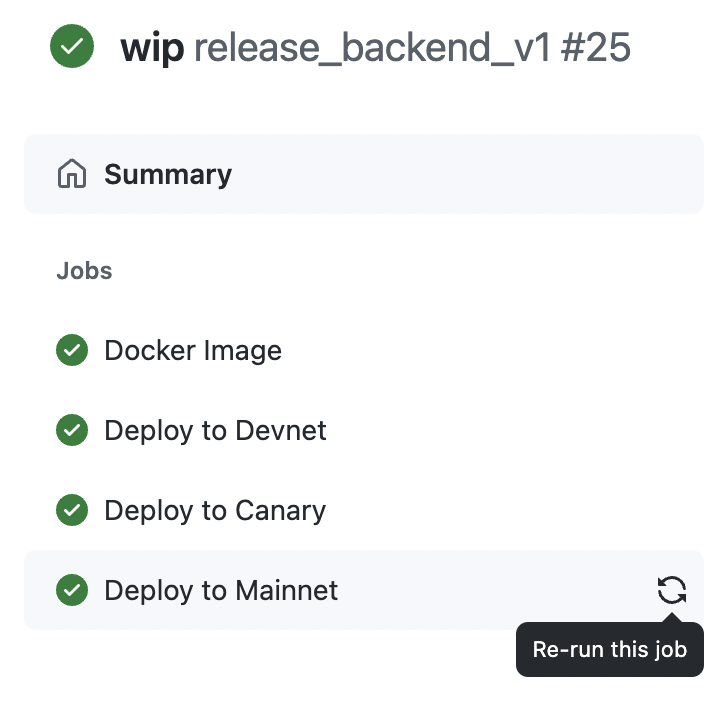 wip release_backend_v1 #25
Summary
Jobs
Docker Image
Deploy to Devnet
Deploy to Canary
Deploy to Mainnet
Re-run this job